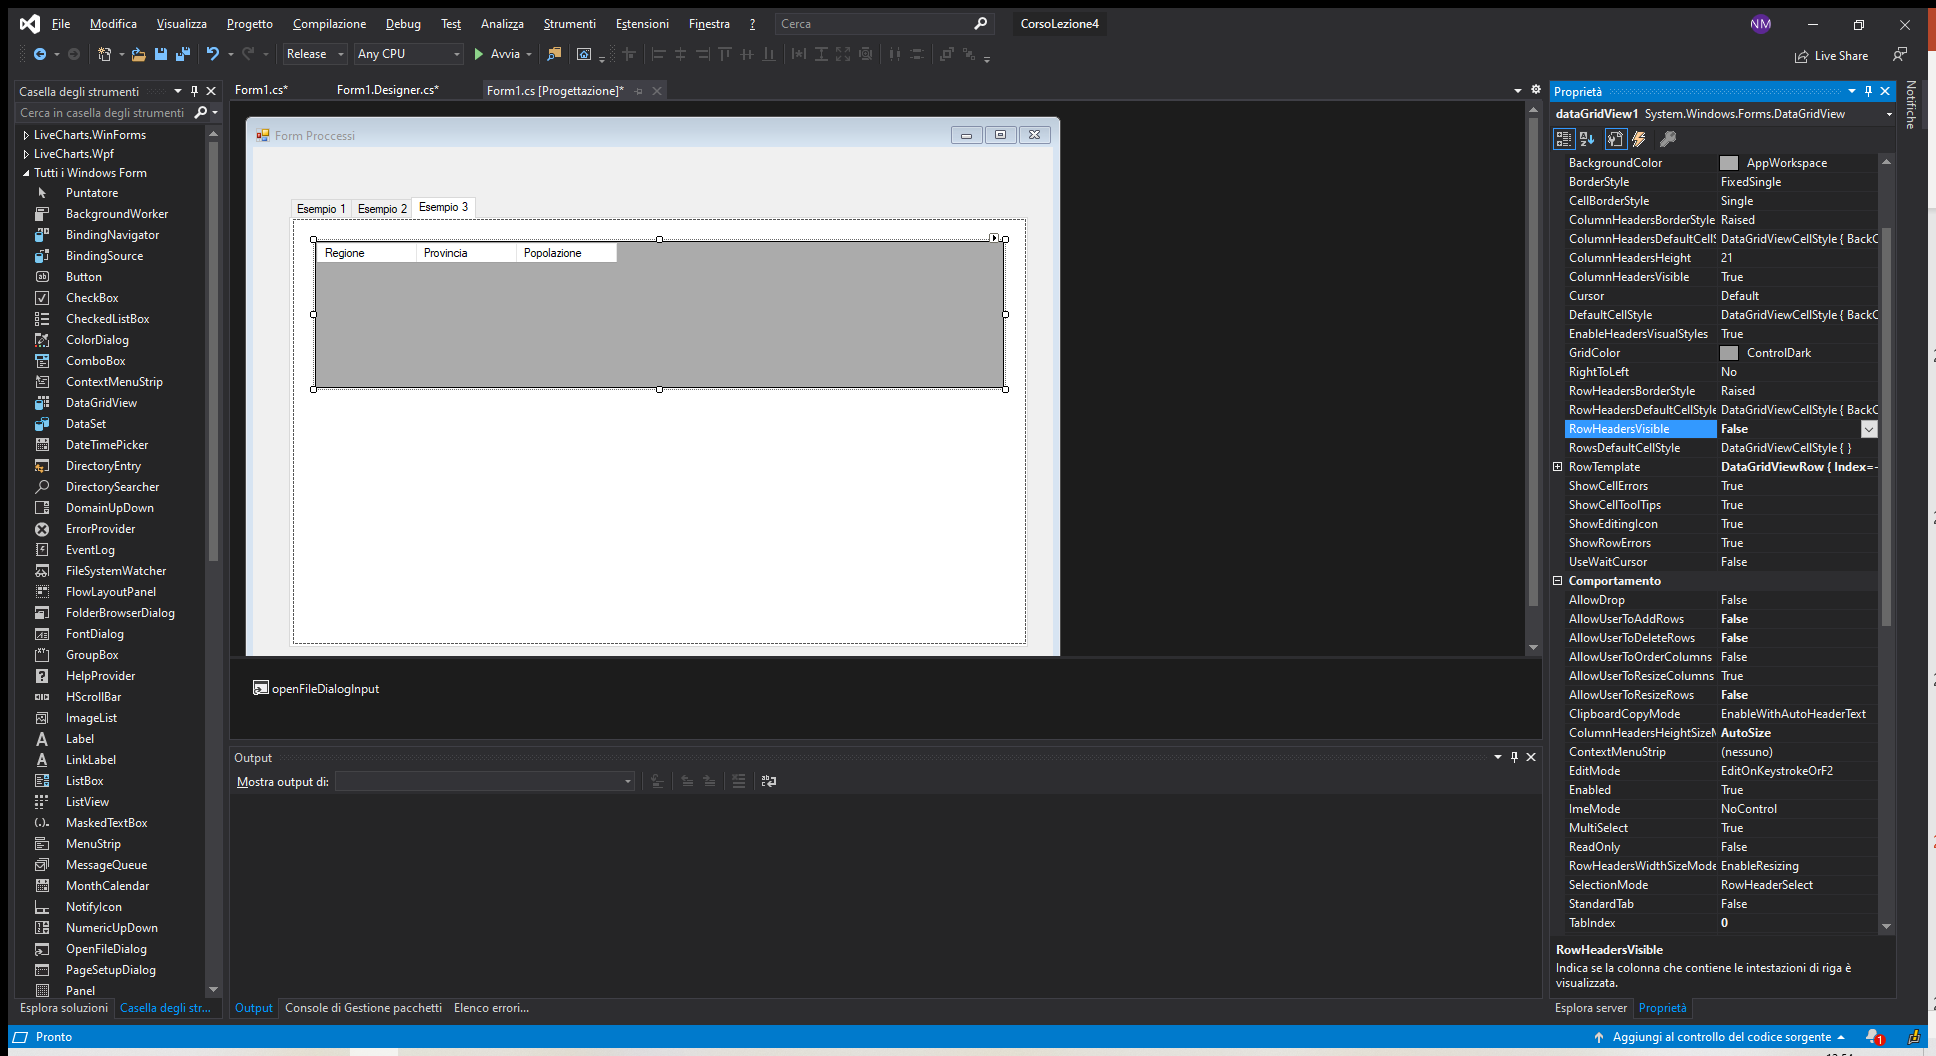 File Modifica Visualizza Progetto Compilazione Debug Test Analizza Strumenti Estensioni Finestra ? Cerca CorsoLezione4 NM
Release Any CPU Avvia Live Share
Casella degli strumenti
Cerca in casella degli strumenti
LiveCharts.WinForms
LiveCharts.Wpf
Tutti i Windows Form
Puntatore
BackgroundWorker
BindingNavigator
BindingSource
Button
CheckBox
CheckedListBox
ColorDialog
ComboBox
ContextMenuStrip
DataGridView
DataSet
DateTimePicker
DirectoryEntry
DirectorySearcher
DomainUpDown
ErrorProvider
EventLog
FileSystemWatcher
FlowLayoutPanel
FolderBrowserDialog
FontDialog
GroupBox
HelpProvider
HScrollBar
ImageList
Label
LinkLabel
ListBox
ListView
MaskedTextBox
MenuStrip
MessageQueue
MonthCalendar
NotifyIcon
NumericUpDown
OpenFileDialog
PageSetupDialog
Panel
Esplora soluzioni Casella degli str...
Form1.cs* Form1.Designer.cs* Form1.cs [Progettazione]*
Form Proccessi
Esempio 1 Esempio 2 Esempio 3
Regione Provincia Popolazione
openFileDialogInput
Output
Mostra output di:
Output Console di Gestione pacchetti Elenco errori...
Proprietà
dataGridView1 System.Windows.Forms.DataGridView
BackgroundColor AppWorkspace
BorderStyle FixedSingle
CellBorderStyle Single
ColumnHeadersBorderStyle Raised
ColumnHeadersDefaultCellS DataGridViewCellStyle { BackC
ColumnHeadersHeight 21
ColumnHeadersVisible True
Cursor Default
DefaultCellStyle DataGridViewCellStyle { BackC
EnableHeadersVisualStyles True
GridColor ControlDark
RightToLeft No
RowHeadersBorderStyle Raised
RowHeadersDefaultCellStyle DataGridViewCellStyle { BackC
RowHeadersVisible False
RowsDefaultCellStyle DataGridViewCellStyle { }
RowTemplate DataGridViewRow { Index=-
ShowCellErrors True
ShowCellToolTips True
ShowEditingIcon True
ShowRowErrors True
UseWaitCursor False
Comportamento
AllowDrop False
AllowUserToAddRows False
AllowUserToDeleteRows False
AllowUserToOrderColumns False
AllowUserToResizeColumns True
AllowUserToResizeRows False
ClipboardCopyMode EnableWithAutoHeaderText
ColumnHeadersHeightSizeM AutoSize
ContextMenuStrip (nessuno)
EditMode EditOnKeystrokeOrF2
Enabled True
ImeMode NoControl
MultiSelect True
ReadOnly False
RowHeadersWidthSizeMode EnableResizing
SelectionMode RowHeaderSelect
StandardTab False
TabIndex 0
RowHeadersVisible
Indica se la colonna che contiene le intestazioni di riga è
visualizzata.
Esplora server Proprietà
Notifiche
Pronto Aggiungi al controllo del codice sorgente 1